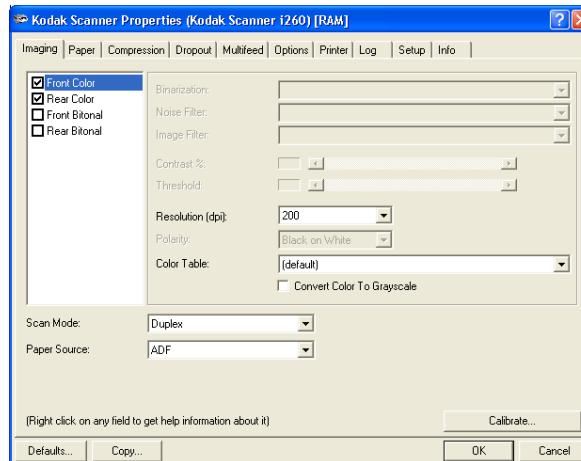 Kodak Scanner Properties (Kodak Scanner i260) [RAM]
Imaging Paper Compression Dropout Multifeed Options Printer Log Setup Info
Front Color
Rear Color
Front Bitonal
Rear Bitonal
Binarization:
Noise Filter:
Image Filter:
Contrast %:
Threshold:
Resolution (dpi): 200
Polarity: Black on White
Color Table: (default)
Convert Color To Grayscale
Scan Mode: Duplex
Paper Source: ADF
(Right click on any field to get help information about it) Calibrate...
Defaults... Copy... OK Cancel